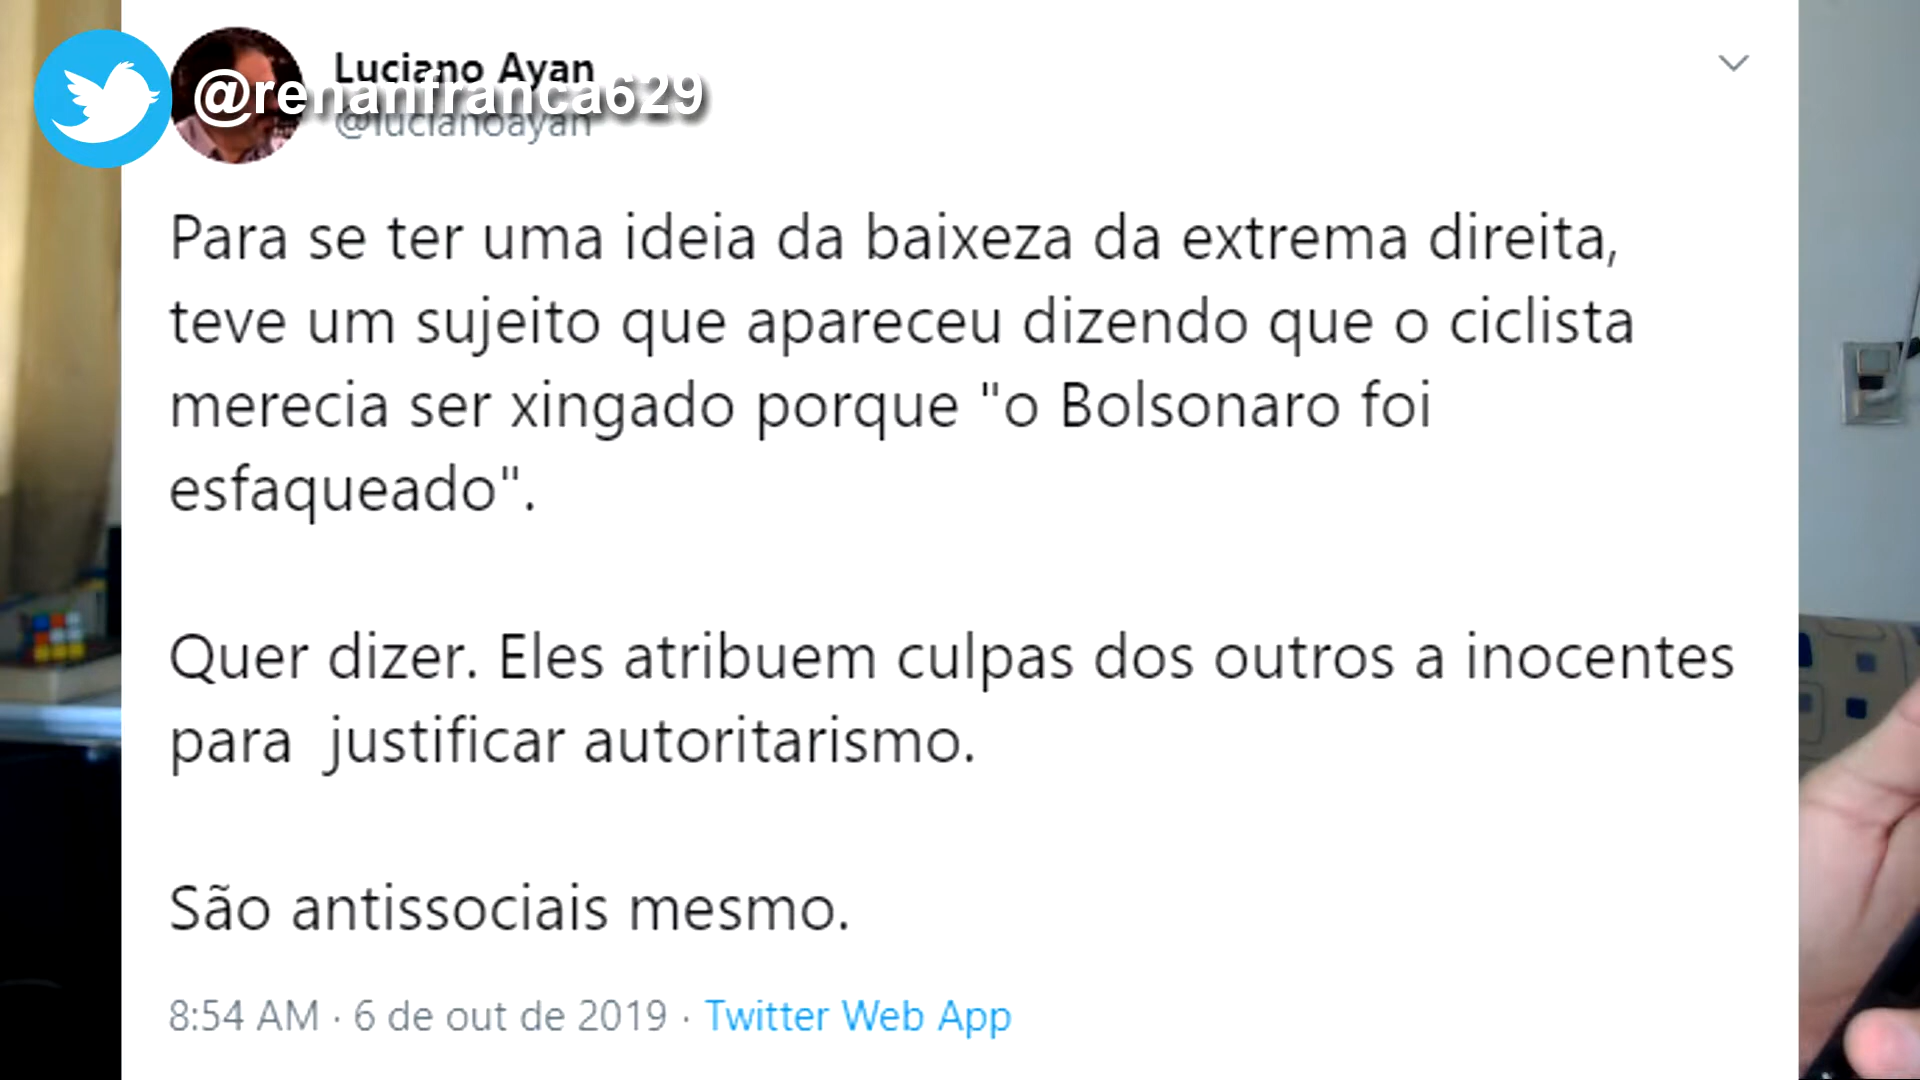 Luciano Ayan
@renanfranca629
@lucianoayan
Para se ter uma ideia da baixeza da extrema direita,
teve um sujeito que apareceu dizendo que o ciclista
merecia ser xingado porque "o Bolsonaro foi
esfaqueado".
Quer dizer. Eles atribuem culpas dos outros a inocentes
para  justificar autoritarismo.
São antissociais mesmo.
8:54 AM · 6 de out de 2019 · Twitter Web App